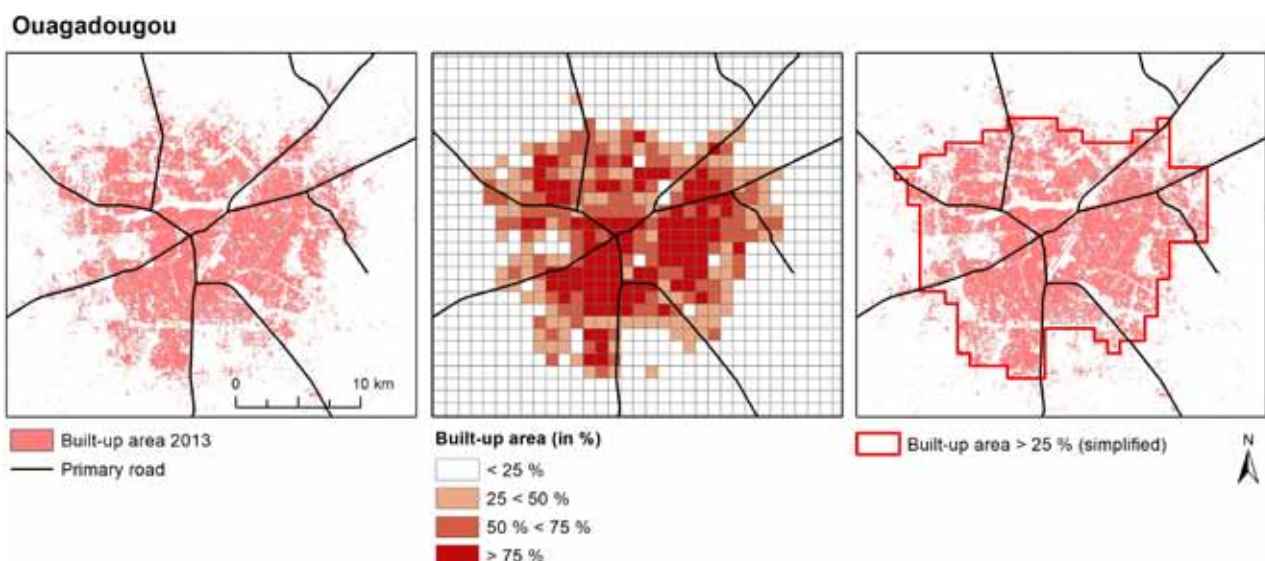 Ouagadougou
0 10 km
Built-up area 2013
Primary road
Built-up area (in %)
< 25 %
25 < 50 %
50 % < 75 %
> 75 %
Built-up area > 25 % (simplified)
N